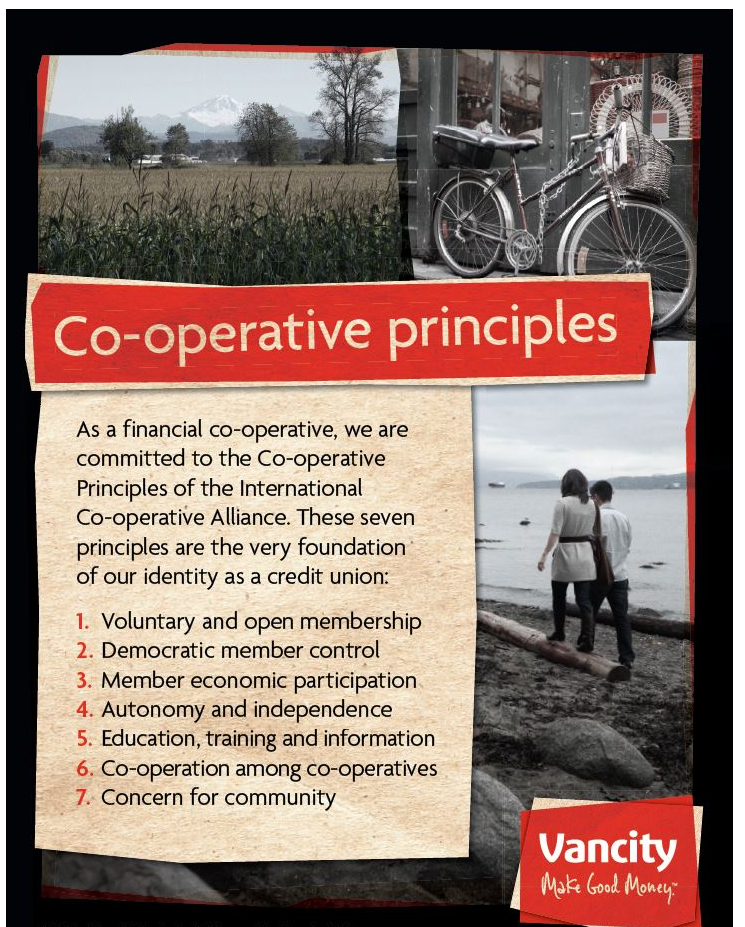 Co-operative principles
As a financial co-operative, we are
committed to the Co-operative
Principles of the International
Co-operative Alliance. These seven
principles are the very foundation
of our identity as a credit union:
1. Voluntary and open membership
2. Democratic member control
3. Member economic participation
4. Autonomy and independence
5. Education, training and information
6. Co-operation among co-operatives
7. Concern for community
Vancity
Make Good Money.™